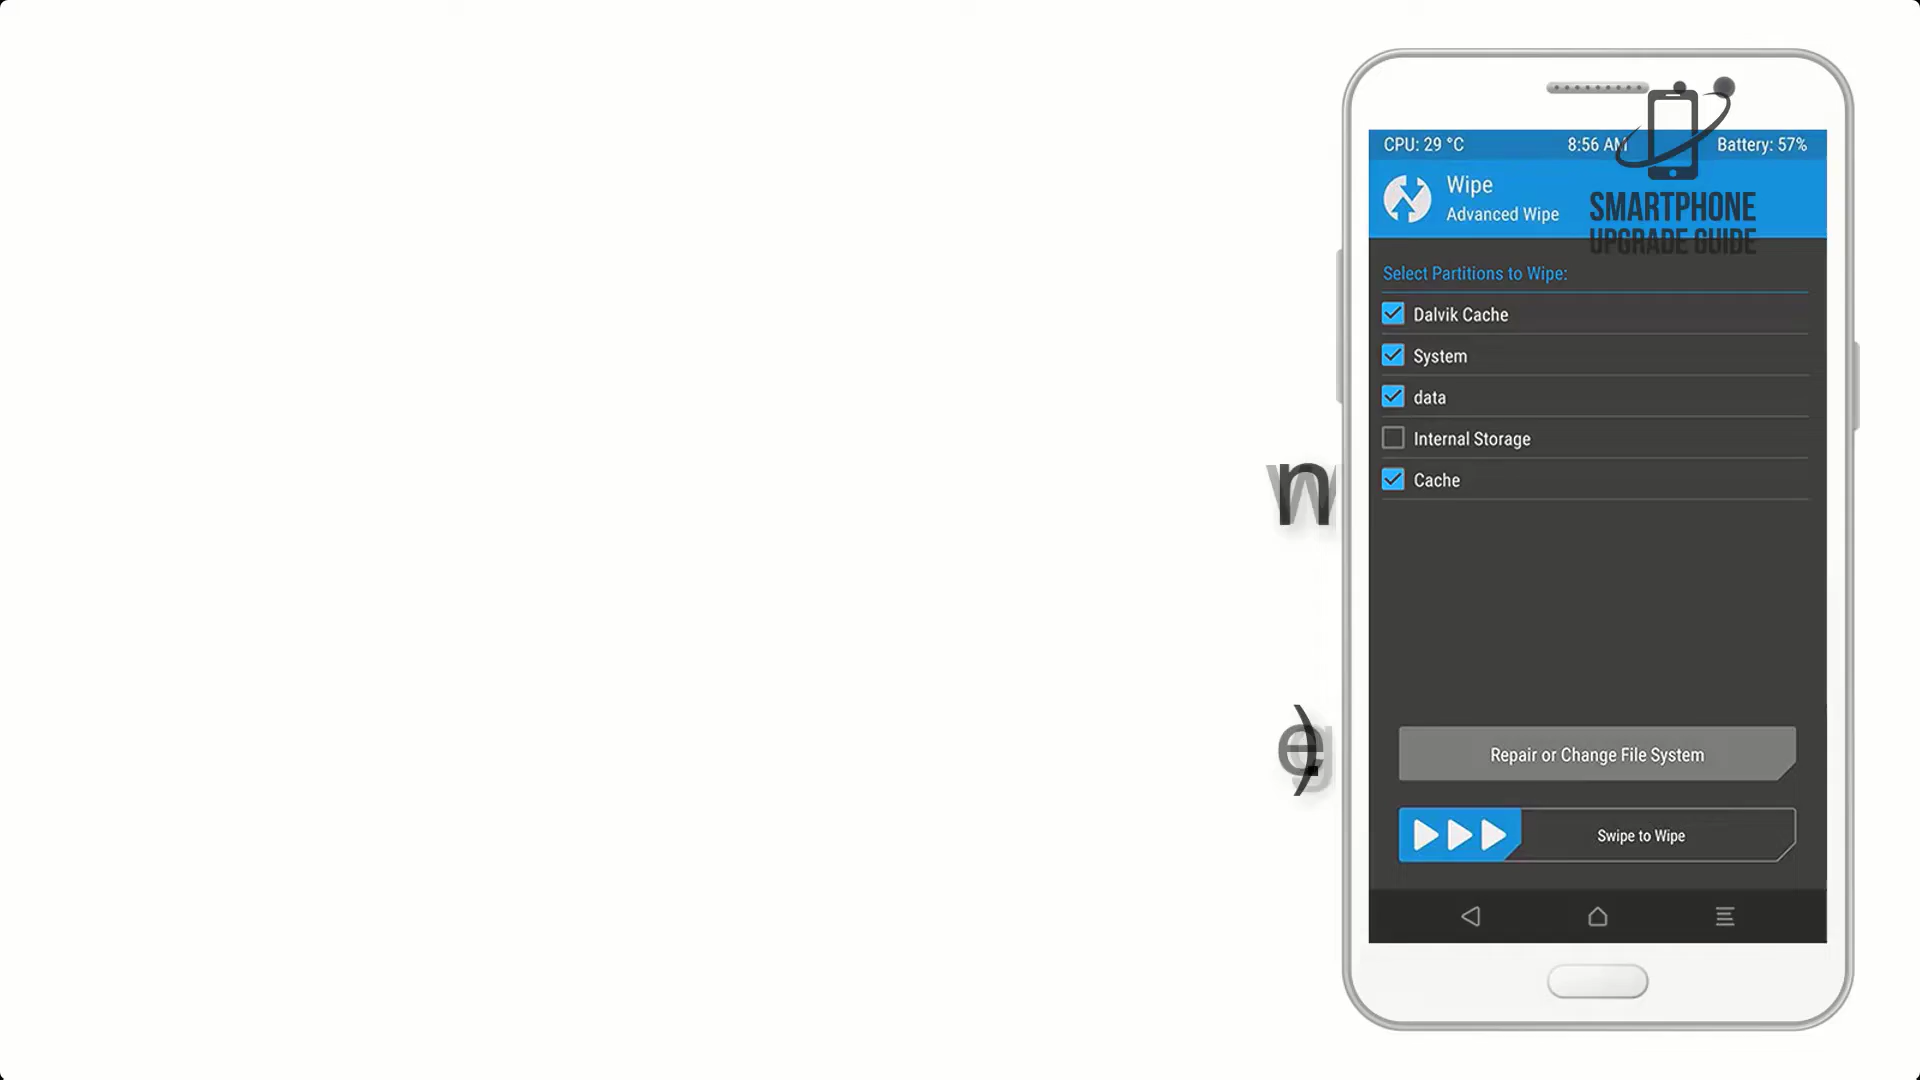 CPU: 29 °C 8:56 AM Battery: 57%
Wipe
Advanced Wipe
SMARTPHONE
UPGRADE GUIDE
Select Partitions to Wipe:
Dalvik Cache
System
data
Internal Storage
Cache
Repair or Change File System
Swipe to Wipe